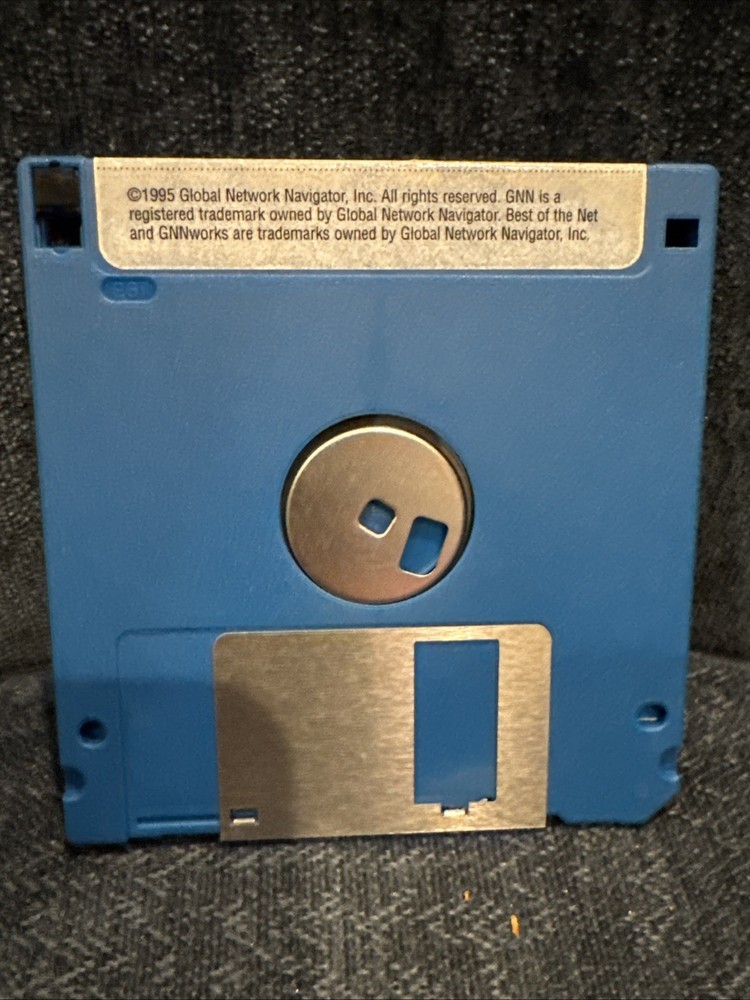 ©1995 Global Network Navigator, Inc. All rights reserved. GNN is a
registered trademark owned by Global Network Navigator. Best of the Net
and GNNworks are trademarks owned by Global Network Navigator, Inc.